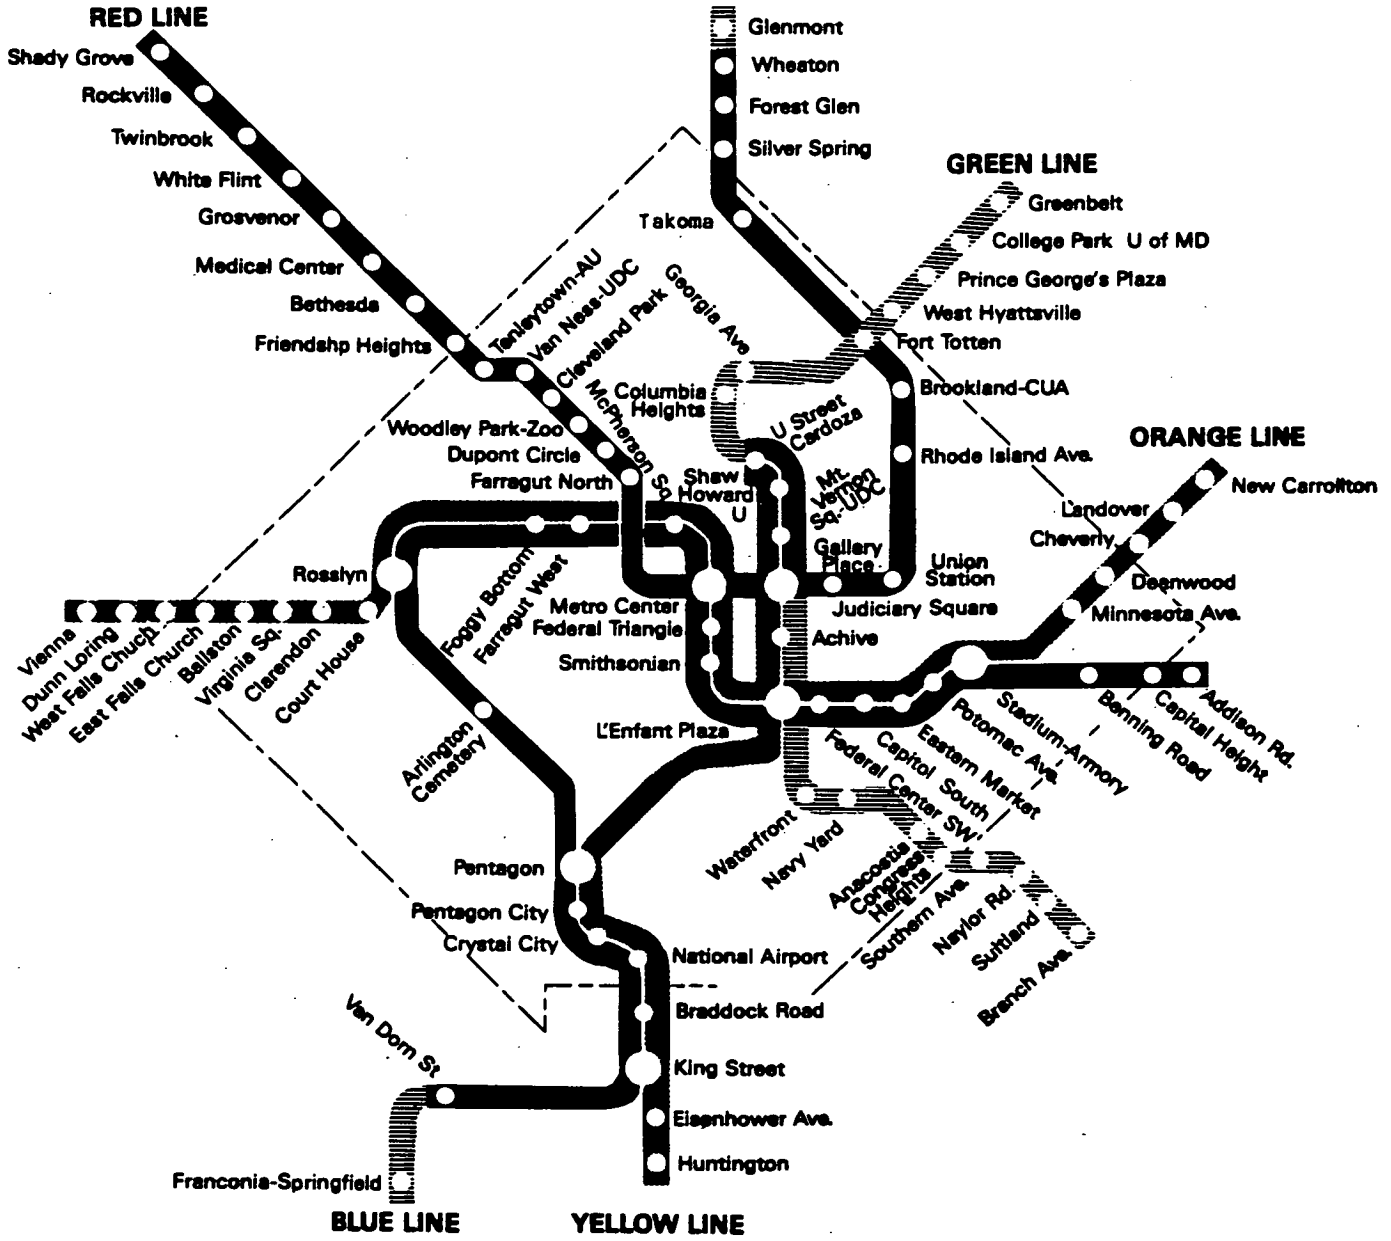 RED LINE
Shady Grove
Rockville
Twinbrook
White Flint
Grosvenor
Medical Center
Bethesda
Friendshp Heights
Tenleytown-AU
Van Ness-UDC
Cleveland Park
Woodley Park-Zoo
Dupont Circle
Farragut North
McPherson Sq.
Glenmont
Wheaton
Forest Glen
Silver Spring
Takoma
GREEN LINE
Greenbelt
College Park U of MD
Prince George's Plaza
West Hyattsville
Fort Totten
Georgia Ave
Columbia
Heights
U Street
Cardoza
Shaw
Howard
U
Mt.
Vernon
Sq.-UDC
Brookland-CUA
Rhode Island Ave.
ORANGE LINE
New Carrollton
Landover
Cheverly
Deenwood
Minnesota Ave.
Gallery
Place
Union
Station
Judiciary Square
Rosslyn
Foggy Bottom
Farragut West
Metro Center
Federal Triangle
Smithsonian
Achive
L'Enfant Plaza
Vienna
Dunn Loring
West Falls Chuch
East Falls Church
Ballston
Virginia Sq.
Clarendon
Court House
Arlington
Cemetery
Federal Center SW
Capitol South
Eastern Market
Potomac Ave.
Stadium-Armory
Benning Road
Capital Height
Addison Rd.
Waterfront
Navy Yard
Anacostia
Congress
Heights
Southern Ave.
Naylor Rd.
Suitland
Branch Ave.
Pentagon
Pentagon City
Crystal City
National Airport
Braddock Road
King Street
Eisenhower Ave.
Huntington
Van Dorn St
Franconia-Springfield
BLUE LINE
YELLOW LINE